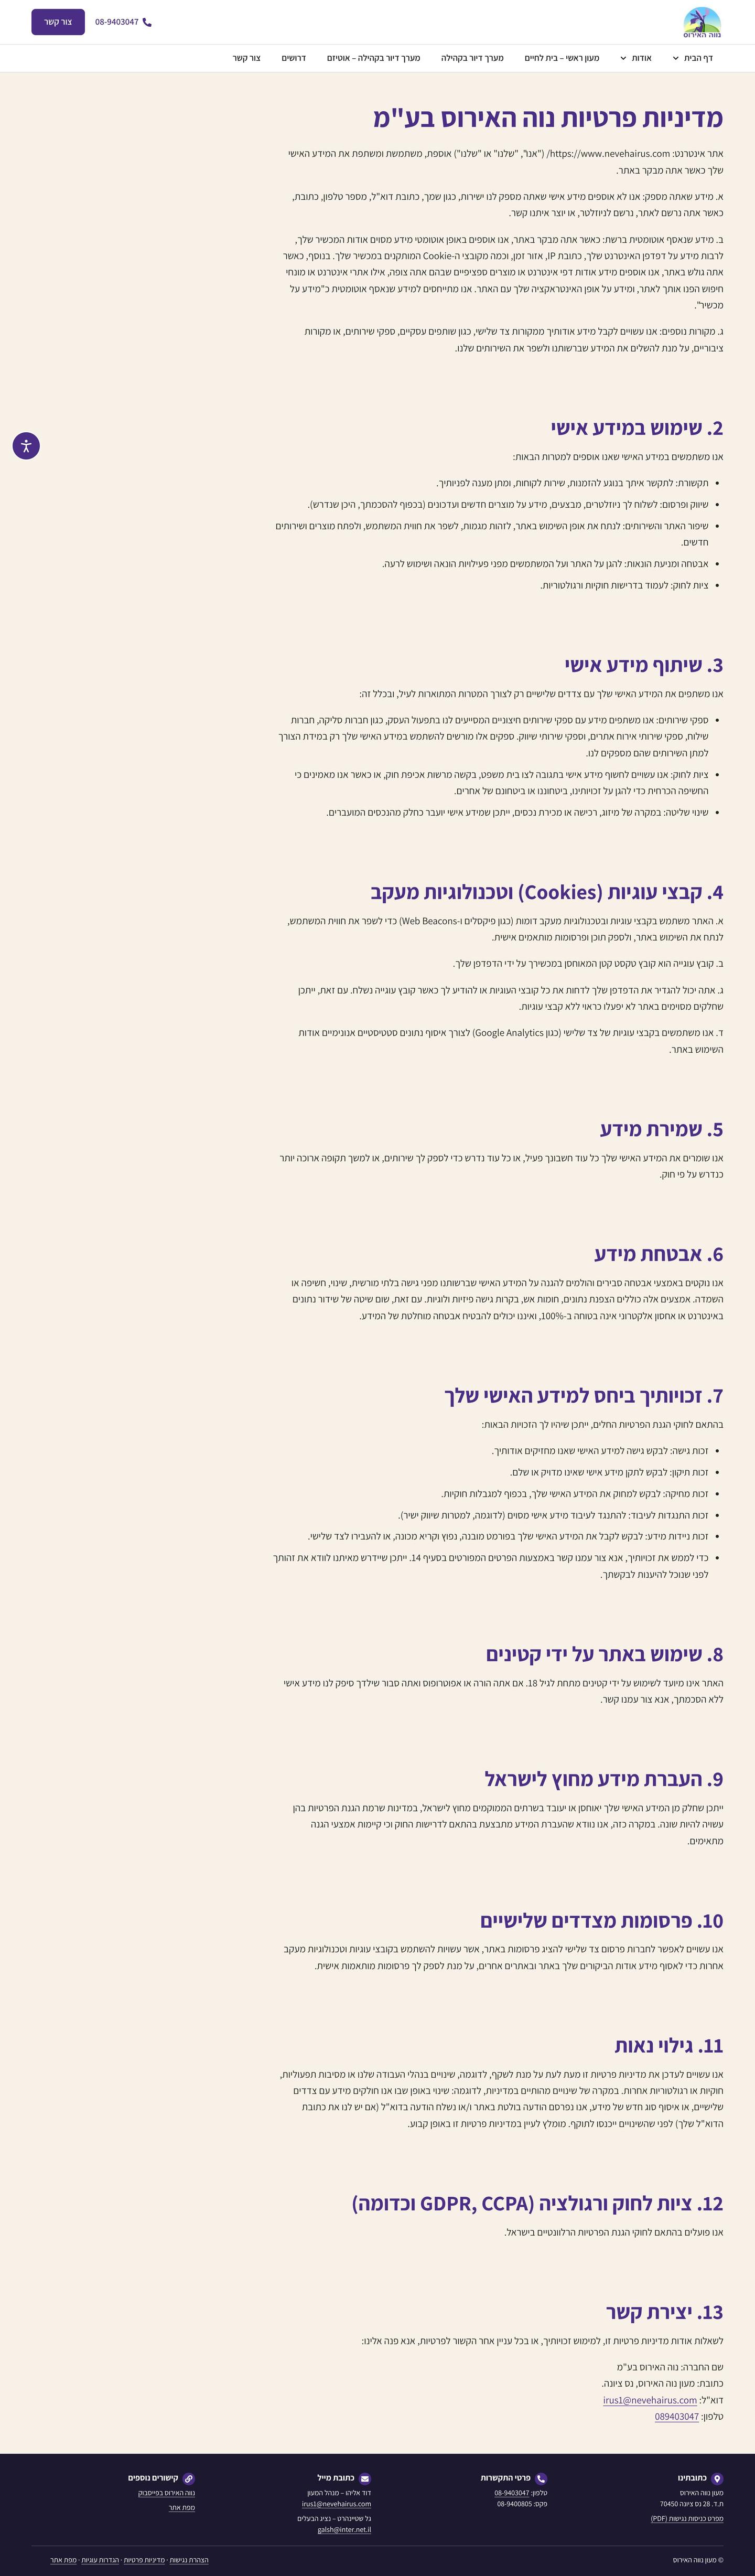 נווה האירוס
08-9403047
צור קשר
דף הבית
אודות
מעון ראשי – בית לחיים
מערך דיור בקהילה
מערך דיור בקהילה – אוטיזם
דרושים
צור קשר
מדיניות פרטיות נוה האירוס בע"מ
אתר אינטרנט: https://www.nevehairus.com/ ("אנו", "שלנו" או "שלנו") אוספת, משתמשת ומשתפת את המידע האישי
שלך כאשר אתה מבקר באתר.
א. מידע שאתה מספק: אנו לא אוספים מידע אישי שאתה מספק לנו ישירות, כגון שמך, כתובת דוא"ל, מספר טלפון, כתובת,
כאשר אתה נרשם לאתר, נרשם לניוזלטר, או יוצר איתנו קשר.
ב. מידע שנאסף אוטומטית ברשת: כאשר אתה מבקר באתר, אנו אוספים באופן אוטומטי מידע מסוים אודות המכשיר שלך,
לרבות מידע על דפדפן האינטרנט שלך, כתובת IP, אזור זמן, וכמה מקובצי ה-Cookie המותקנים במכשיר שלך. בנוסף, כאשר
אתה גולש באתר, אנו אוספים מידע אודות דפי אינטרנט או מוצרים ספציפיים שבהם אתה צופה, אילו אתרי אינטרנט או מונחי
חיפוש הפנו אותך לאתר, ומידע על אופן האינטראקציה שלך עם האתר. אנו מתייחסים למידע שנאסף אוטומטית כ"מידע על
מכשיר".
ג. מקורות נוספים: אנו עשויים לקבל מידע אודותיך ממקורות צד שלישי, כגון שותפים עסקיים, ספקי שירותים, או מקורות
ציבוריים, על מנת להשלים את המידע שברשותנו ולשפר את השירותים שלנו.
2. שימוש במידע אישי
אנו משתמשים במידע האישי שאנו אוספים למטרות הבאות:
• תקשורת: לתקשר איתך בנוגע להזמנות, שירות לקוחות, ומתן מענה לפניותיך.
• שיווק ופרסום: לשלוח לך ניוזלטרים, מבצעים, מידע על מוצרים חדשים ועדכונים (בכפוף להסכמתך, היכן שנדרש).
• שיפור האתר והשירותים: לנתח את אופן השימוש באתר, לזהות מגמות, לשפר את חווית המשתמש, ולפתח מוצרים ושירותים
חדשים.
• אבטחה ומניעת הונאות: להגן על האתר ועל המשתמשים מפני פעילויות הונאה ושימוש לרעה.
• ציות לחוק: לעמוד בדרישות חוקיות ורגולטוריות.
3. שיתוף מידע אישי
אנו משתפים את המידע האישי שלך עם צדדים שלישיים רק לצורך המטרות המתוארות לעיל, ובכלל זה:
• ספקי שירותים: אנו משתפים מידע עם ספקי שירותים חיצוניים המסייעים לנו בתפעול העסק, כגון חברות סליקה, חברות
שילוח, ספקי שירותי אירוח אתרים, וספקי שירותי שיווק. ספקים אלו מורשים להשתמש במידע האישי שלך רק במידת הצורך
למתן השירותים שהם מספקים לנו.
• ציות לחוק: אנו עשויים לחשוף מידע אישי בתגובה לצו בית משפט, בקשה מרשות אכיפת חוק, או כאשר אנו מאמינים כי
החשיפה הכרחית כדי להגן על זכויותינו, ביטחוננו או ביטחונם של אחרים.
• שינוי שליטה: במקרה של מיזוג, רכישה או מכירת נכסים, ייתכן שמידע אישי יועבר כחלק מהנכסים המועברים.
4. קבצי עוגיות (Cookies) וטכנולוגיות מעקב
א. האתר משתמש בקבצי עוגיות ובטכנולוגיות מעקב דומות (כגון פיקסלים ו-Web Beacons) כדי לשפר את חווית המשתמש,
לנתח את השימוש באתר, ולספק תוכן ופרסומות מותאמים אישית.
ב. קובץ עוגייה הוא קובץ טקסט קטן המאוחסן במכשירך על ידי הדפדפן שלך.
ג. אתה יכול להגדיר את הדפדפן שלך לדחות את כל קובצי העוגיות או להודיע לך כאשר קובץ עוגייה נשלח. עם זאת, ייתכן
שחלקים מסוימים באתר לא יפעלו כראוי ללא קבצי עוגיות.
ד. אנו משתמשים בקבצי עוגיות של צד שלישי (כגון Google Analytics) לצורך איסוף נתונים סטטיסטיים אנונימיים אודות
השימוש באתר.
5. שמירת מידע
אנו שומרים את המידע האישי שלך כל עוד חשבונך פעיל, או כל עוד נדרש כדי לספק לך שירותים, או למשך תקופה ארוכה יותר
כנדרש על פי חוק.
6. אבטחת מידע
אנו נוקטים באמצעי אבטחה סבירים והולמים להגנה על המידע האישי שברשותנו מפני גישה בלתי מורשית, שינוי, חשיפה או
השמדה. אמצעים אלה כוללים הצפנת נתונים, חומות אש, בקרות גישה פיזיות ולוגיות. עם זאת, שום שיטה של שידור נתונים
באינטרנט או אחסון אלקטרוני אינה בטוחה ב-100%, ואיננו יכולים להבטיח אבטחה מוחלטת של המידע.
7. זכויותיך ביחס למידע האישי שלך
בהתאם לחוקי הגנת הפרטיות החלים, ייתכן שיהיו לך הזכויות הבאות:
• זכות גישה: לבקש גישה למידע האישי שאנו מחזיקים אודותיך.
• זכות תיקון: לבקש לתקן מידע אישי שאינו מדויק או שלם.
• זכות מחיקה: לבקש למחוק את המידע האישי שלך, בכפוף למגבלות חוקיות.
• זכות התנגדות לעיבוד: להתנגד לעיבוד מידע אישי מסוים (לדוגמה, למטרות שיווק ישיר).
• זכות ניידות מידע: לבקש לקבל את המידע האישי שלך בפורמט מובנה, נפוץ וקריא מכונה, או להעבירו לצד שלישי.
• כדי לממש את זכויותיך, אנא צור עמנו קשר באמצעות הפרטים המפורטים בסעיף 14. ייתכן שיידרש מאיתנו לוודא את זהותך
לפני שנוכל להיענות לבקשתך.
8. שימוש באתר על ידי קטינים
האתר אינו מיועד לשימוש על ידי קטינים מתחת לגיל 18. אם אתה הורה או אפוטרופוס ואתה סבור שילדך סיפק לנו מידע אישי
ללא הסכמתך, אנא צור עמנו קשר.
9. העברת מידע מחוץ לישראל
ייתכן שחלק מן המידע האישי שלך יאוחסן או יעובד בשרתים הממוקמים מחוץ לישראל, במדינות שרמת הגנת הפרטיות בהן
עשויה להיות שונה. במקרה כזה, אנו נוודא שהעברת המידע מתבצעת בהתאם לדרישות החוק וכי קיימות אמצעי הגנה
מתאימים.
10. פרסומות מצדדים שלישיים
אנו עשויים לאפשר לחברות פרסום צד שלישי להציג פרסומות באתר, אשר עשויות להשתמש בקובצי עוגיות וטכנולוגיות מעקב
אחרות כדי לאסוף מידע אודות הביקורים שלך באתר ובאתרים אחרים, על מנת לספק לך פרסומות מותאמות אישית.
11. גילוי נאות
אנו עשויים לעדכן את מדיניות פרטיות זו מעת לעת על מנת לשקף, לדוגמה, שינויים בנהלי העבודה שלנו או מסיבות תפעוליות,
חוקיות או רגולטוריות אחרות. במקרה של שינויים מהותיים במדיניות, לדוגמה: שינוי באופן שבו אנו חולקים מידע עם צדדים
שלישיים, או איסוף סוג חדש של מידע, אנו נפרסם הודעה בולטת באתר ו/או נשלח הודעה בדוא"ל (אם יש לנו את כתובת
הדוא"ל שלך) לפני שהשינויים ייכנסו לתוקף. מומלץ לעיין במדיניות פרטיות זו באופן קבוע.
12. ציות לחוק ורגולציה (GDPR, CCPA וכדומה)
אנו פועלים בהתאם לחוקי הגנת הפרטיות הרלוונטיים בישראל.
13. יצירת קשר
לשאלות אודות מדיניות פרטיות זו, למימוש זכויותיך, או בכל עניין אחר הקשור לפרטיות, אנא פנה אלינו:
שם החברה: נוה האירוס בע"מ
כתובת: מעון נוה האירוס, נס ציונה.
דוא"ל: irus1@nevehairus.com
טלפון: 089403047
כתובתינו
מעון נווה האירוס
ת.ד. 28 נס ציונה 70450
מפרט כניסות נגישות (PDF)
פרטי התקשרות
טלפון: 08-9403047
פקס: 08-9400805
כתובת מייל
דוד אליהו – מנהל המעון
irus1@nevehairus.com
גל שטיינהרט – נציג הבעלים
galsh@inter.net.il
קישורים נוספים
נווה האירוס בפייסבוק
מפת אתר
© מעון נווה האירוס
הצהרת נגישות · מדיניות פרטיות · הגדרות עוגיות · מפת אתר